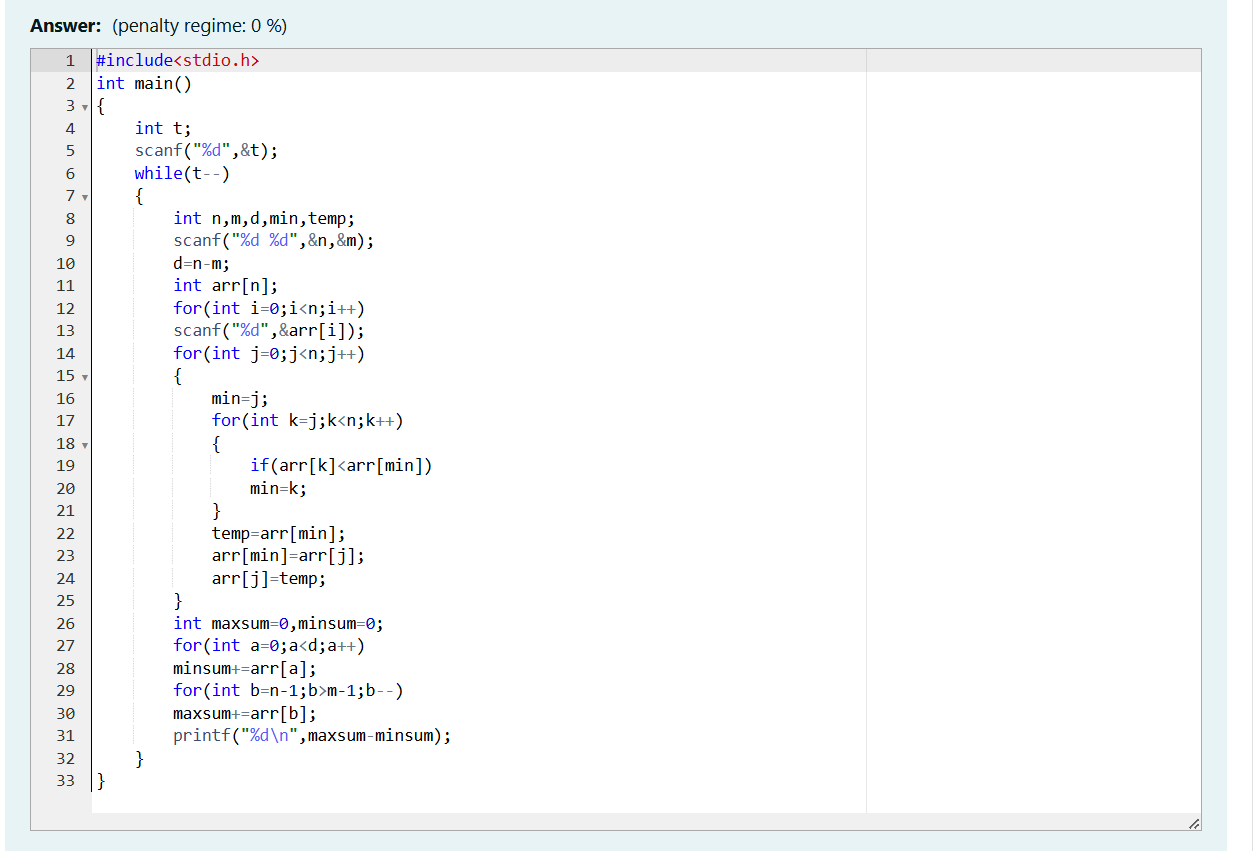 Answer: (penalty regime: 0 %)
1 #include<stdio.h>
2 int main()
3 {
4     int t;
5     scanf("%d",&t);
6     while(t--)
7     {
8         int n,m,d,min,temp;
9         scanf("%d %d",&n,&m);
10         d=n-m;
11         int arr[n];
12         for(int i=0;i<n;i++)
13         scanf("%d",&arr[i]);
14         for(int j=0;j<n;j++)
15         {
16             min=j;
17             for(int k=j;k<n;k++)
18             {
19                 if(arr[k]<arr[min])
20                 min=k;
21             }
22             temp=arr[min];
23             arr[min]=arr[j];
24             arr[j]=temp;
25         }
26         int maxsum=0,minsum=0;
27         for(int a=0;a<d;a++)
28         minsum+=arr[a];
29         for(int b=n-1;b>m-1;b--)
30         maxsum+=arr[b];
31         printf("%d\n",maxsum-minsum);
32     }
33 }